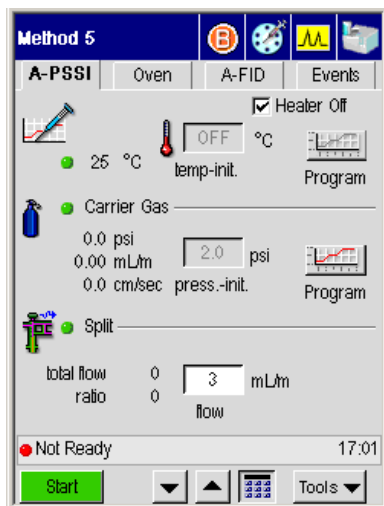 Method 5 B
A-PSSI Oven A-FID Events
Heater Off
OFF °C
25 °C temp-init. Program
Carrier Gas
0.0 psi
0.00 mL/m 2.0 psi
0.0 cm/sec press.-init. Program
Split
total flow 0 3 mL/m
ratio 0 flow
Not Ready 17:01
Start Tools